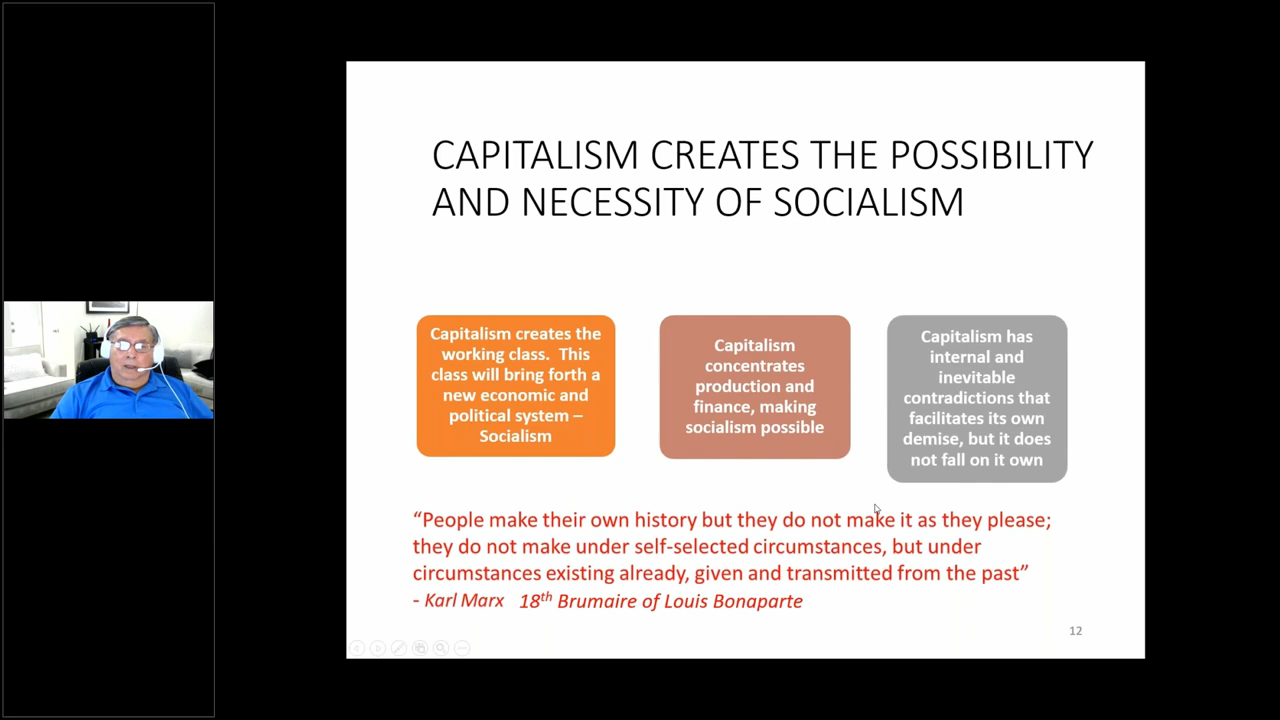 CAPITALISM CREATES THE POSSIBILITY
AND NECESSITY OF SOCIALISM
Capitalism creates the
working class.  This
class will bring forth a
new economic and
political system –
Socialism
Capitalism
concentrates
production and
finance, making
socialism possible
Capitalism has
internal and
inevitable
contradictions that
facilitates its own
demise, but it does
not fall on it own
“People make their own history but they do not make it as they please;
they do not make under self-selected circumstances, but under
circumstances existing already, given and transmitted from the past”
- Karl Marx   18th Brumaire of Louis Bonaparte
12